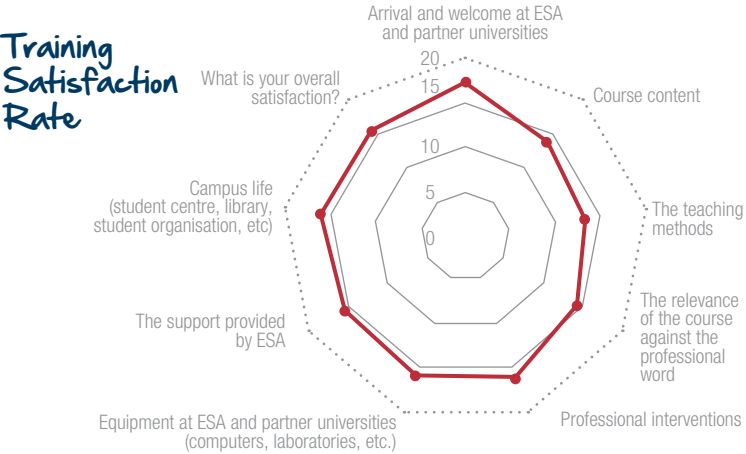 Training
Satisfaction
Rate
Arrival and welcome at ESA
and partner universities
20
15
10
5
0
Course content
The teaching
methods
The relevance
of the course
against the
professional
word
Professional interventions
Equipment at ESA and partner universities
(computers, laboratories, etc.)
The support provided
by ESA
Campus life
(student centre, library,
student organisation, etc)
What is your overall
satisfaction?